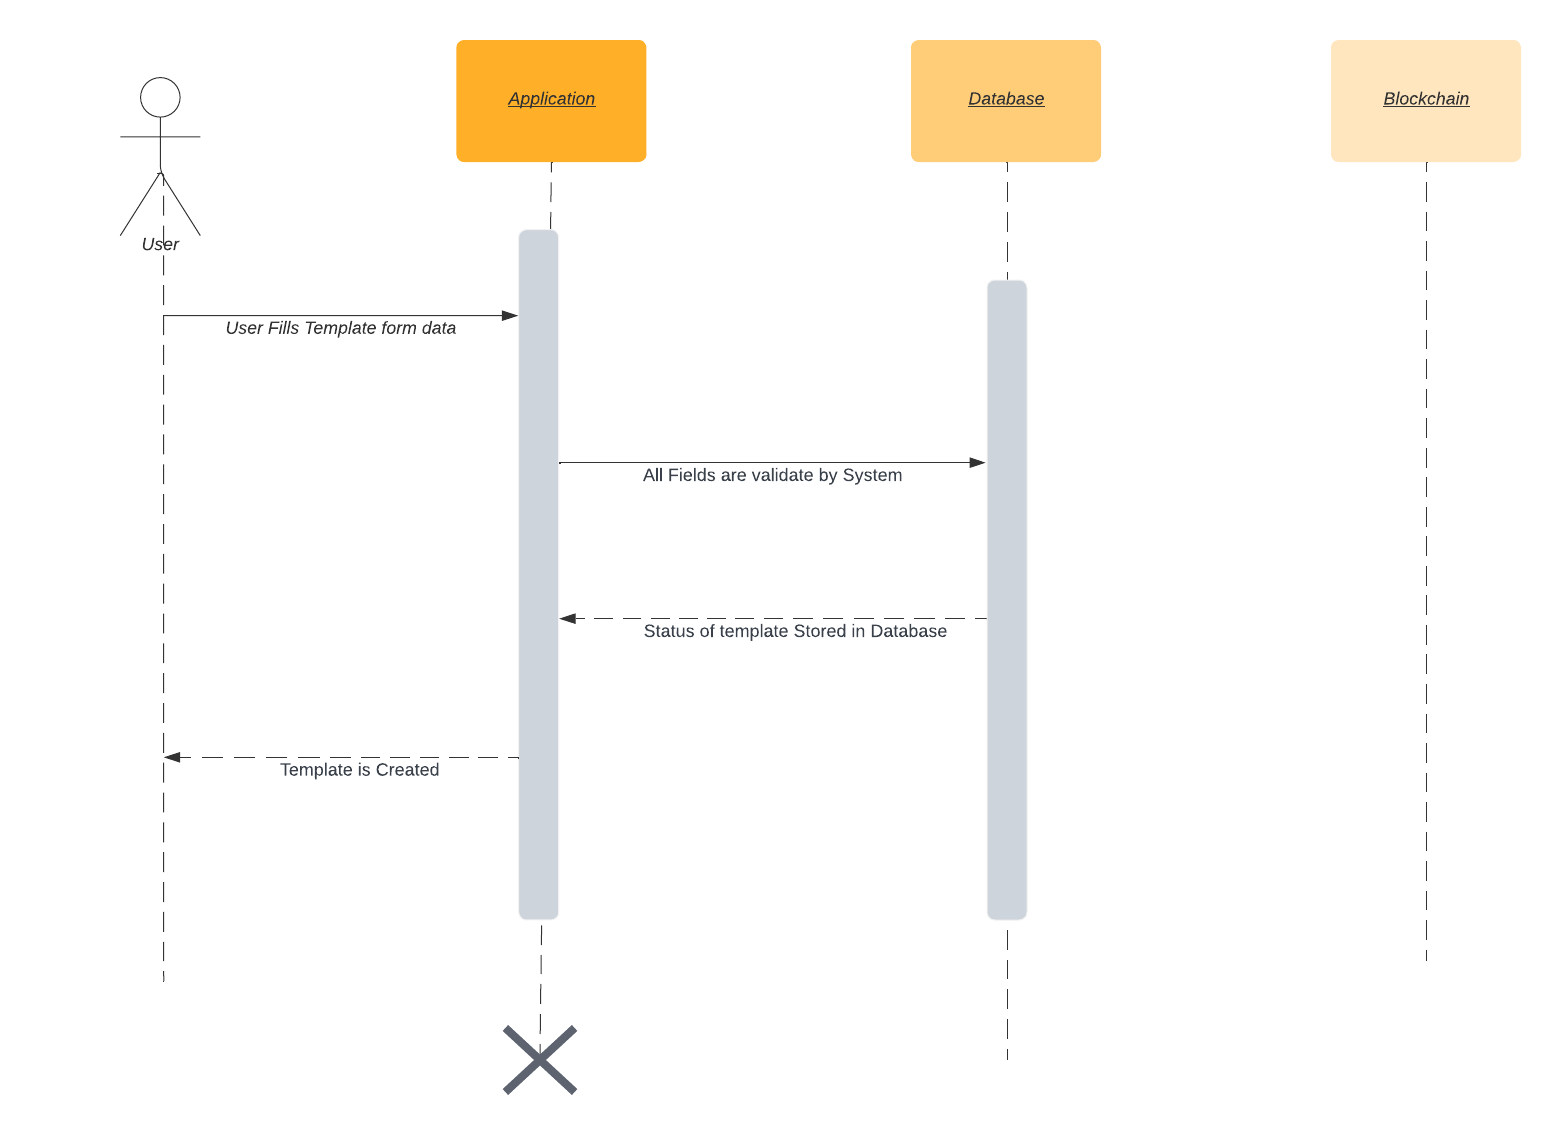 Application
Database
Blockchain
User
User Fills Template form data
All Fields are validate by System
Status of template Stored in Database
Template is Created